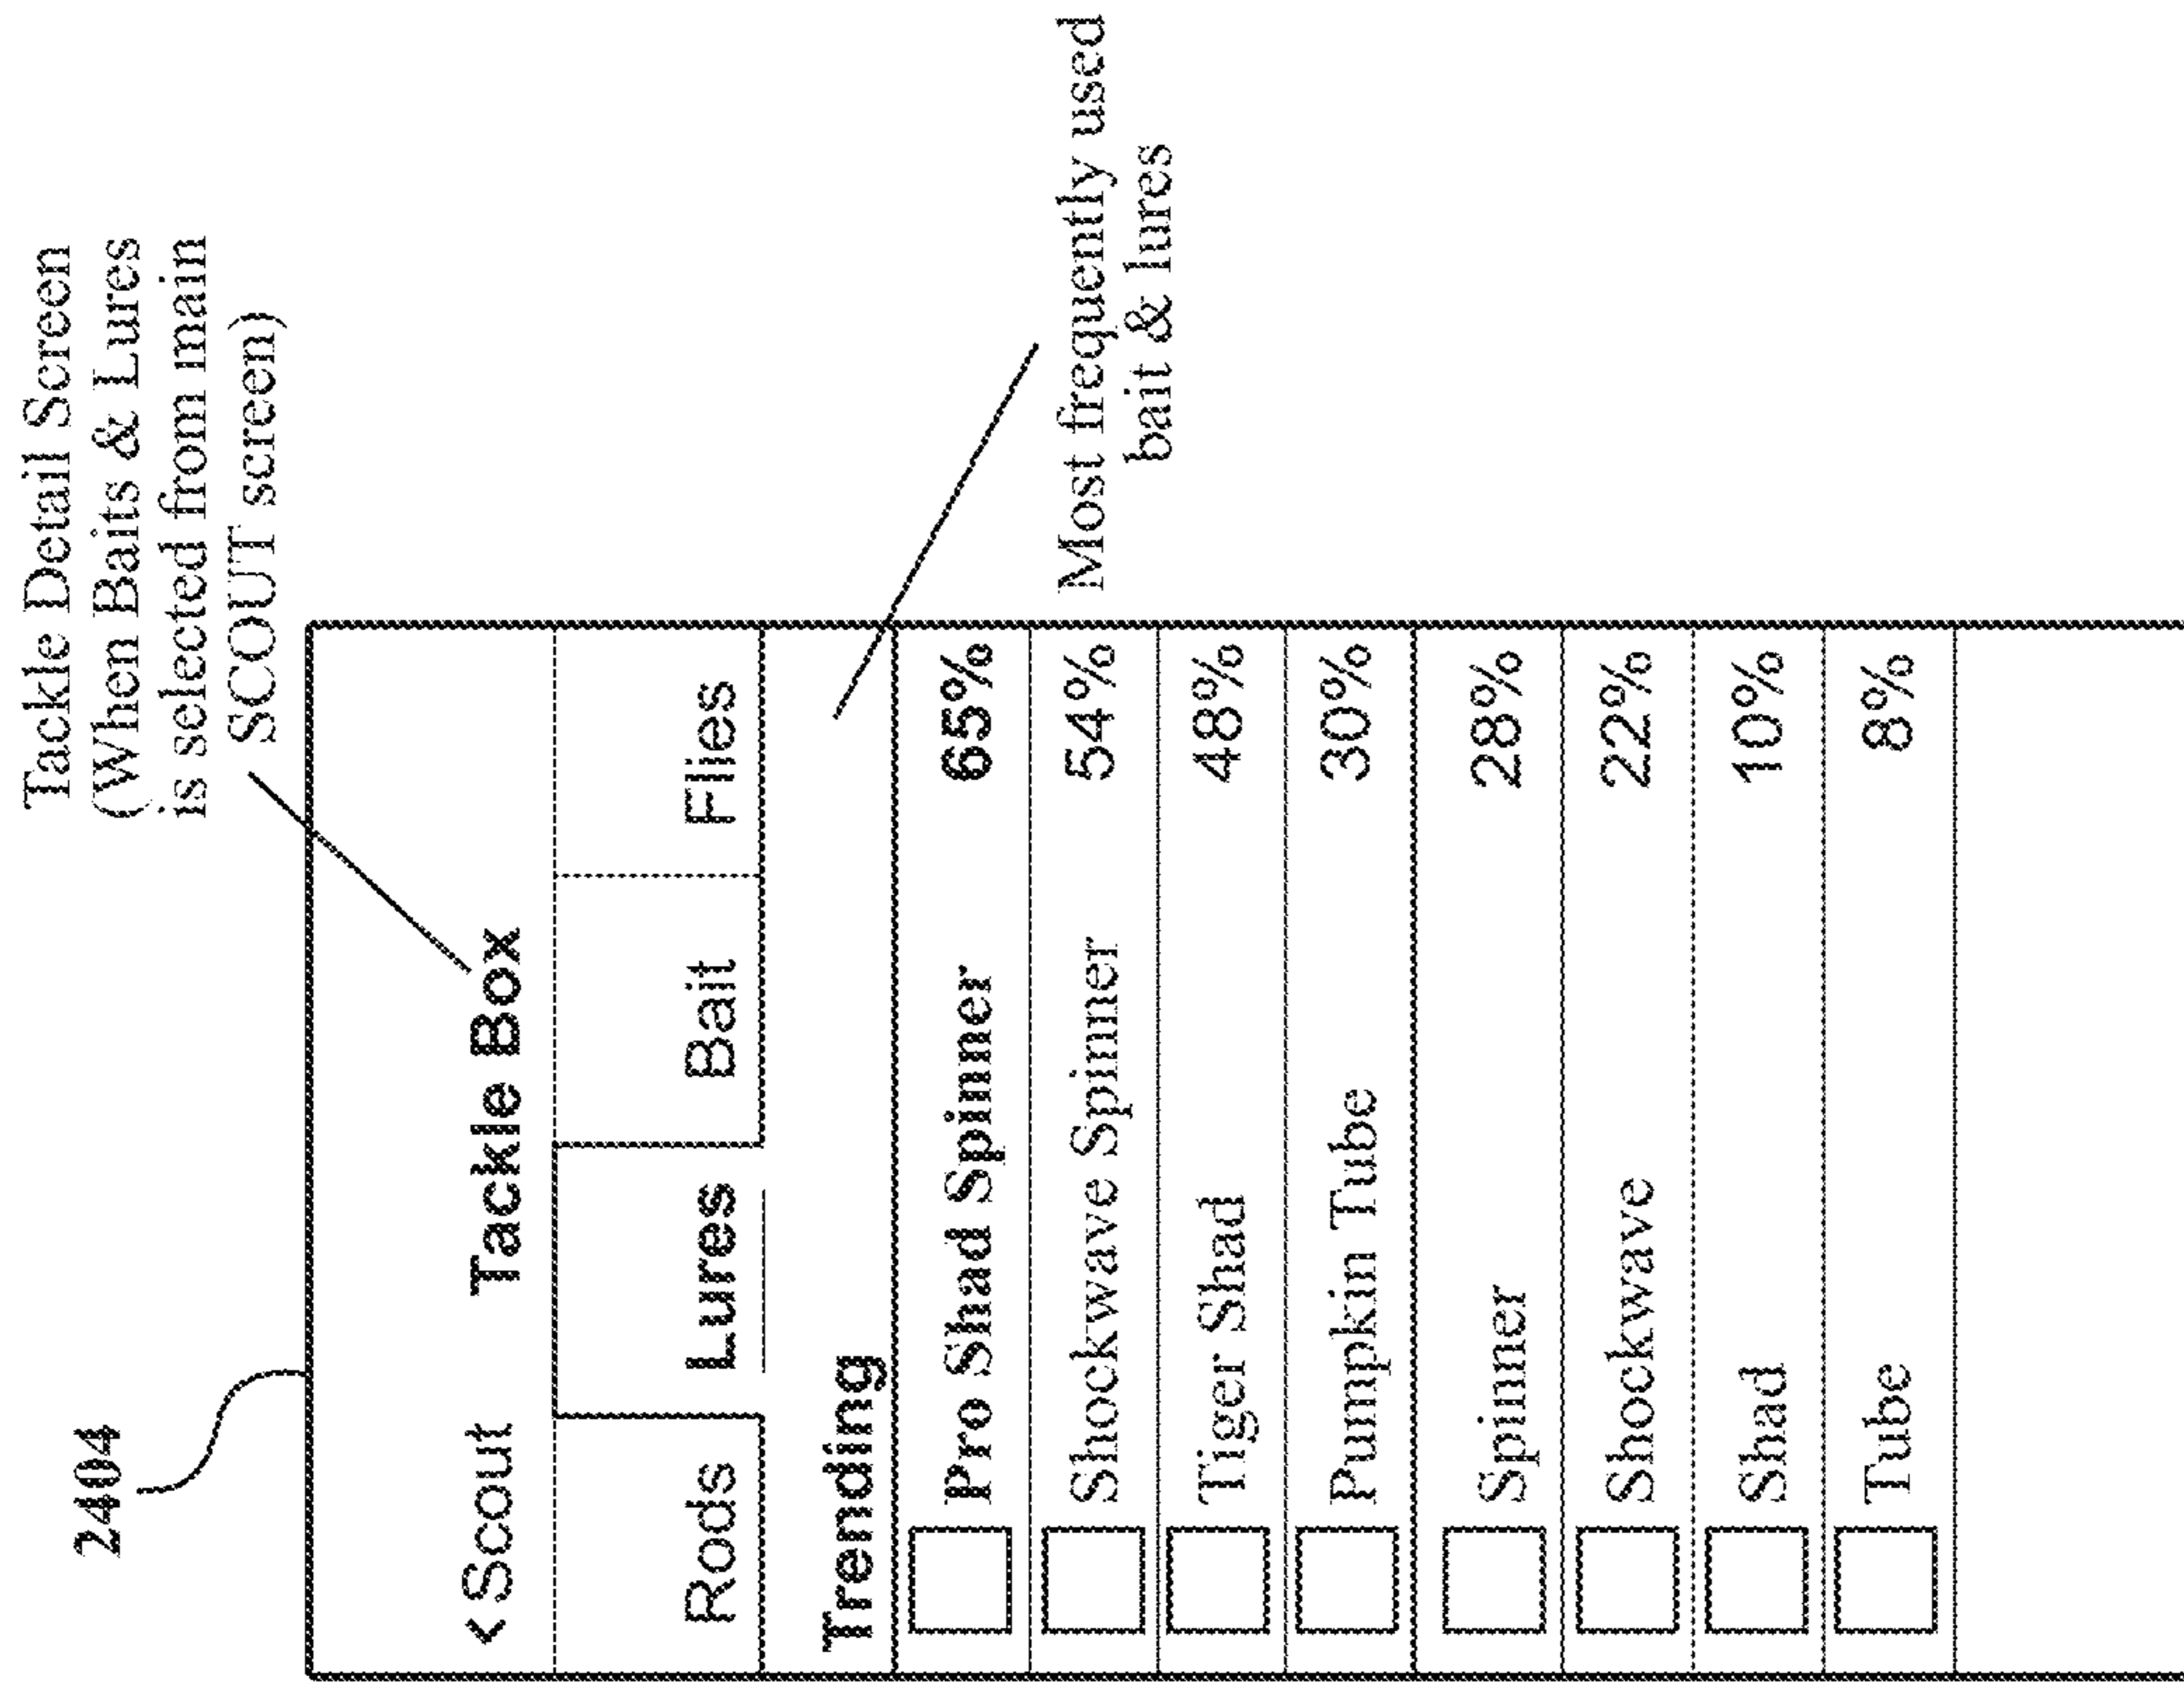 2404
Tackle Detail Screen
(When Baits & Lures
is selected from main
SCOUT screen)
< Scout Tackle Box
Rods Lures Bait Flies
Trending
Most frequently used
bait & lures
Pro Shad Spinner 65%
Shockwave Spinner 54%
Tiger Shad 48%
Pumpkin Tube 30%
Spinner 28%
Shockwave 22%
Shad 10%
Tube 8%